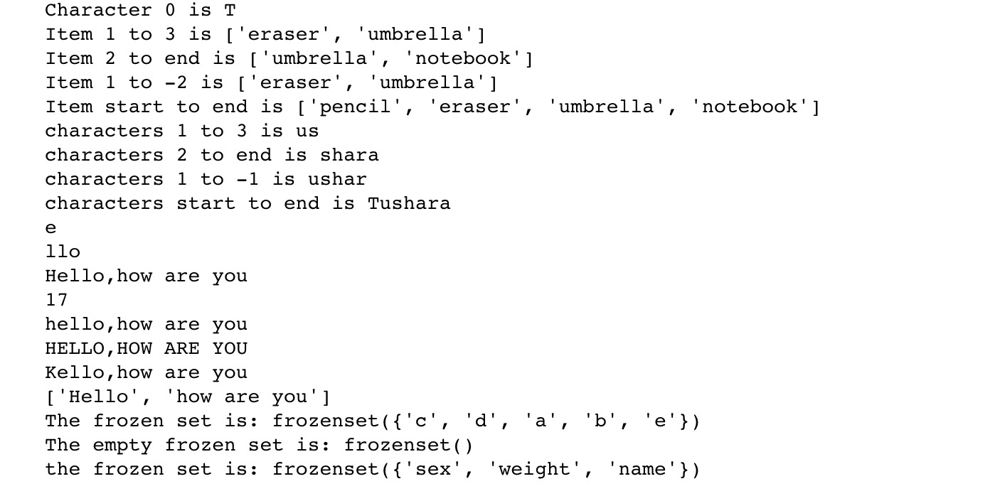 Character 0 is T
Item 1 to 3 is ['eraser', 'umbrella']
Item 2 to end is ['umbrella', 'notebook']
Item 1 to -2 is ['eraser', 'umbrella']
Item start to end is ['pencil', 'eraser', 'umbrella', 'notebook']
characters 1 to 3 is us
characters 2 to end is shara
characters 1 to -1 is ushar
characters start to end is Tushara
e
llo
Hello,how are you
17
hello,how are you
HELLO,HOW ARE YOU
Kello,how are you
['Hello', 'how are you']
The frozen set is: frozenset({'c', 'd', 'a', 'b', 'e'})
The empty frozen set is: frozenset()
the frozen set is: frozenset({'sex', 'weight', 'name'})